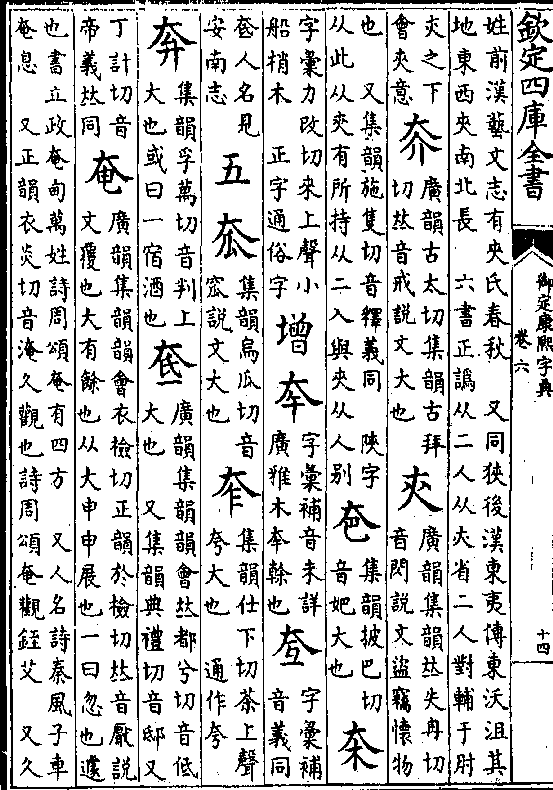 欽定四庫全書
御定康熙字典
卷六
十四
姓前漢藝文志有夾氏春秋　又同狹後漢東夷傳東沃沮其
地東西夾南北長　六書正譌从二人从大省二人對輔于肘
夾之下
會夾意
夰
廣韻古太切集韻古拜
切𠀤音戒說文大也
㚒
廣韻集韻𠀤失冉切
音閃說文盜竊懷物
也　又集韻施隻切音釋義同　陜字
从此从夾有所持从二入與夾从人別
夿
集韻披巴切
音妑大也
字彙力改切來上聲小
船梢木　正字通俗字
增
夲
字彙補音未詳
廣雅木夲榦也
字彙補
音義同
夻人名見
安南志
五
㼌
集韻烏瓜切音
窊說文大也
㡸
集韻仕下切茶上聲
夸大也　通作夸
奔
集韻孚萬切音判上
大也或曰一宿酒也
奃
廣韻集韻韻會𠀤都兮切音低
大也　又集韻典禮切音邸又
丁計切音
帝義𠀤同
奄
廣韻集韻韻會衣檢切正韻於檢切𠀤音厭說
文覆也大有餘也从大申申展也一曰忽也遽
也書立政奄甸萬姓詩周頌奄有四方　又人名詩秦風子車
奄息　又正韻衣炎切音淹久觀也詩周頌奄觀銍艾　又久